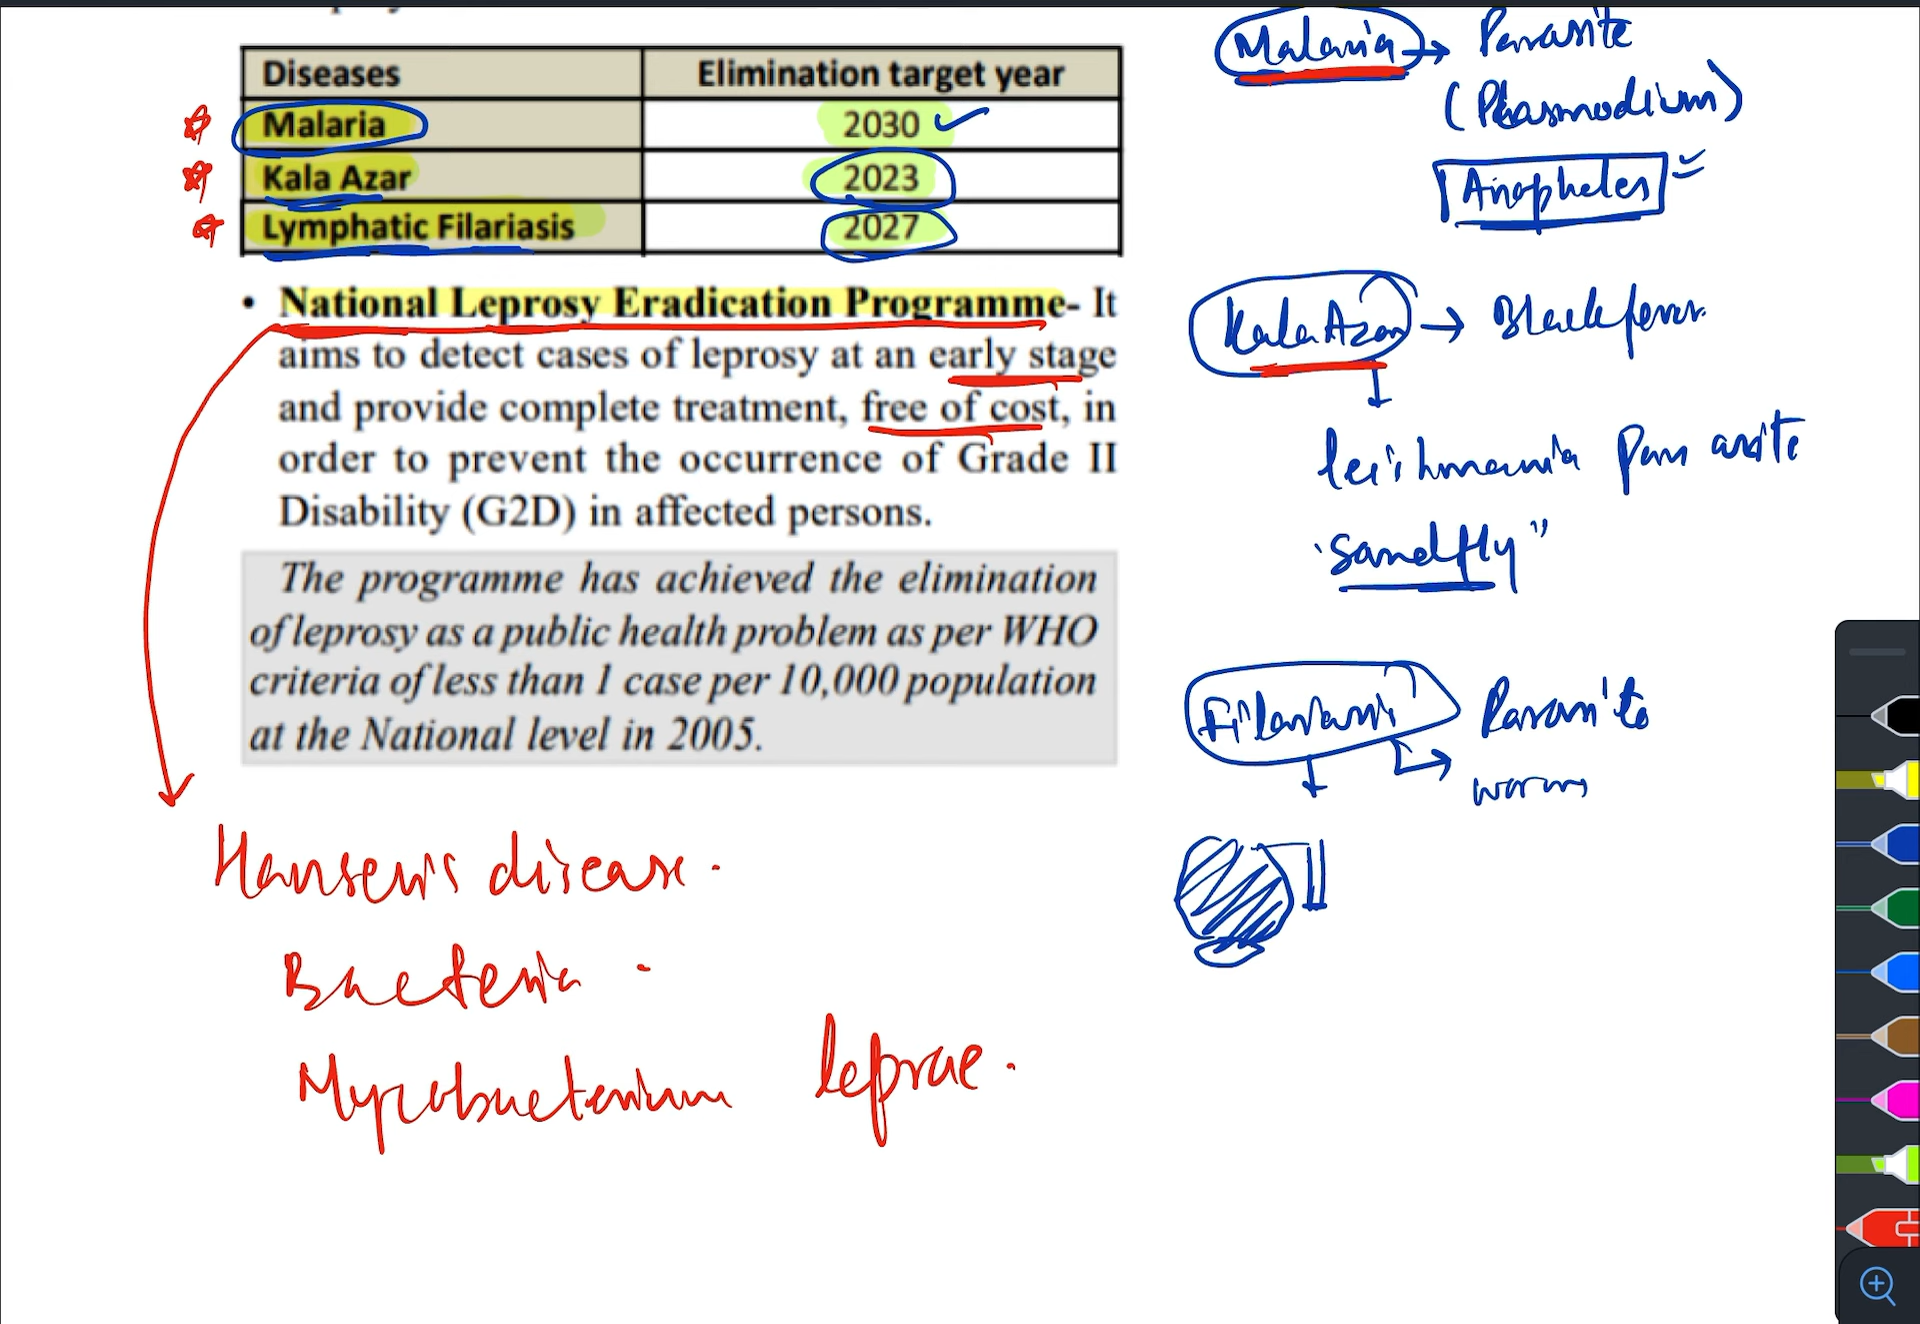 Diseases Elimination target year
Malaria 2030
Kala Azar 2023
Lymphatic Filariasis 2027
• National Leprosy Eradication Programme- It
aims to detect cases of leprosy at an early stage
and provide complete treatment, free of cost, in
order to prevent the occurrence of Grade II
Disability (G2D) in affected persons.
The programme has achieved the elimination
of leprosy as a public health problem as per WHO
criteria of less than 1 case per 10,000 population
at the National level in 2005.
Hansen's disease.
Bacteria.
Mycobacterium leprae.
Malaria → Parasite
(Plasmodium)
Anopheles
Kala Azar → Black fever
leishmania Parasite
"sandfly"
Filariasis Parasite
worms